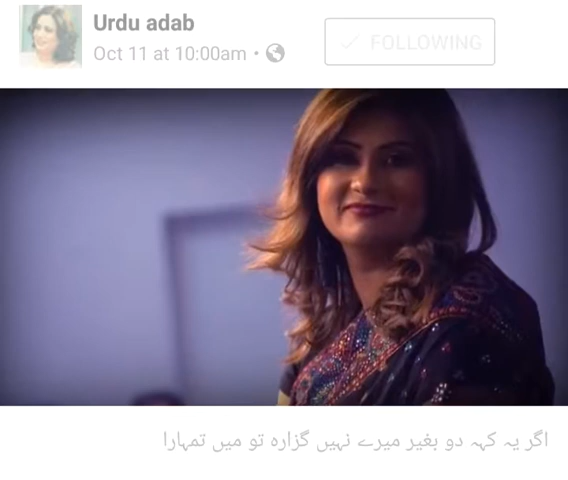 Urdu adab
Oct 11 at 10:00am
FOLLOWING
اگر یہ کہہ دو بغیر میرے نہیں گزارہ تو میں تمہارا